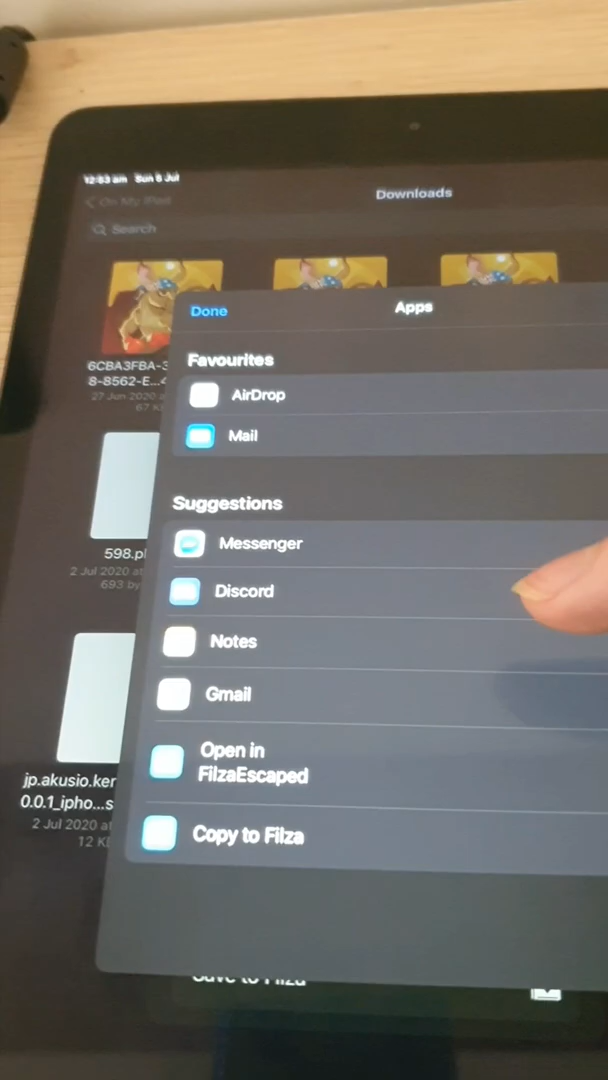 12:53 am Sun 5 Jul
On My iPad
Downloads
Search
Done
Apps
Favourites
AirDrop
Mail
6CBA3FBA-3
8-8562-E...4
27 Jun 2020 a
67 K
Suggestions
Messenger
598.pl
2 Jul 2020 at
693 by
Discord
Notes
Gmail
Open in
FilzaEscaped
jp.akusio.ker
0.0.1_ipho...s
2 Jul 2020 at
12 K
Copy to Filza
Save to Filza